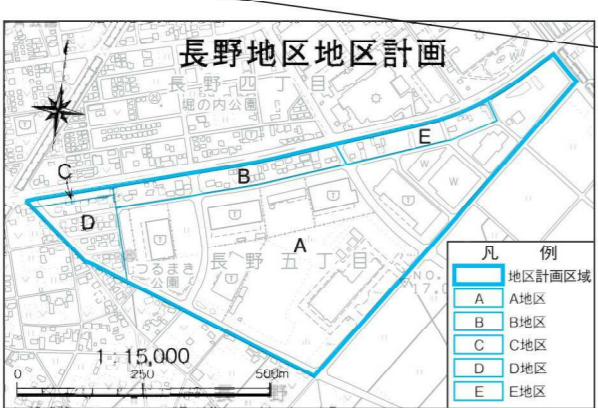 長野地区地区計画
長野四丁目
堀の内公園
C
E
B
D
A
つるまき
公園
長野五丁目
W
W
1:15,000
0 250 500m
凡 例
地区計画区域
A A地区
B B地区
C C地区
D D地区
E E地区